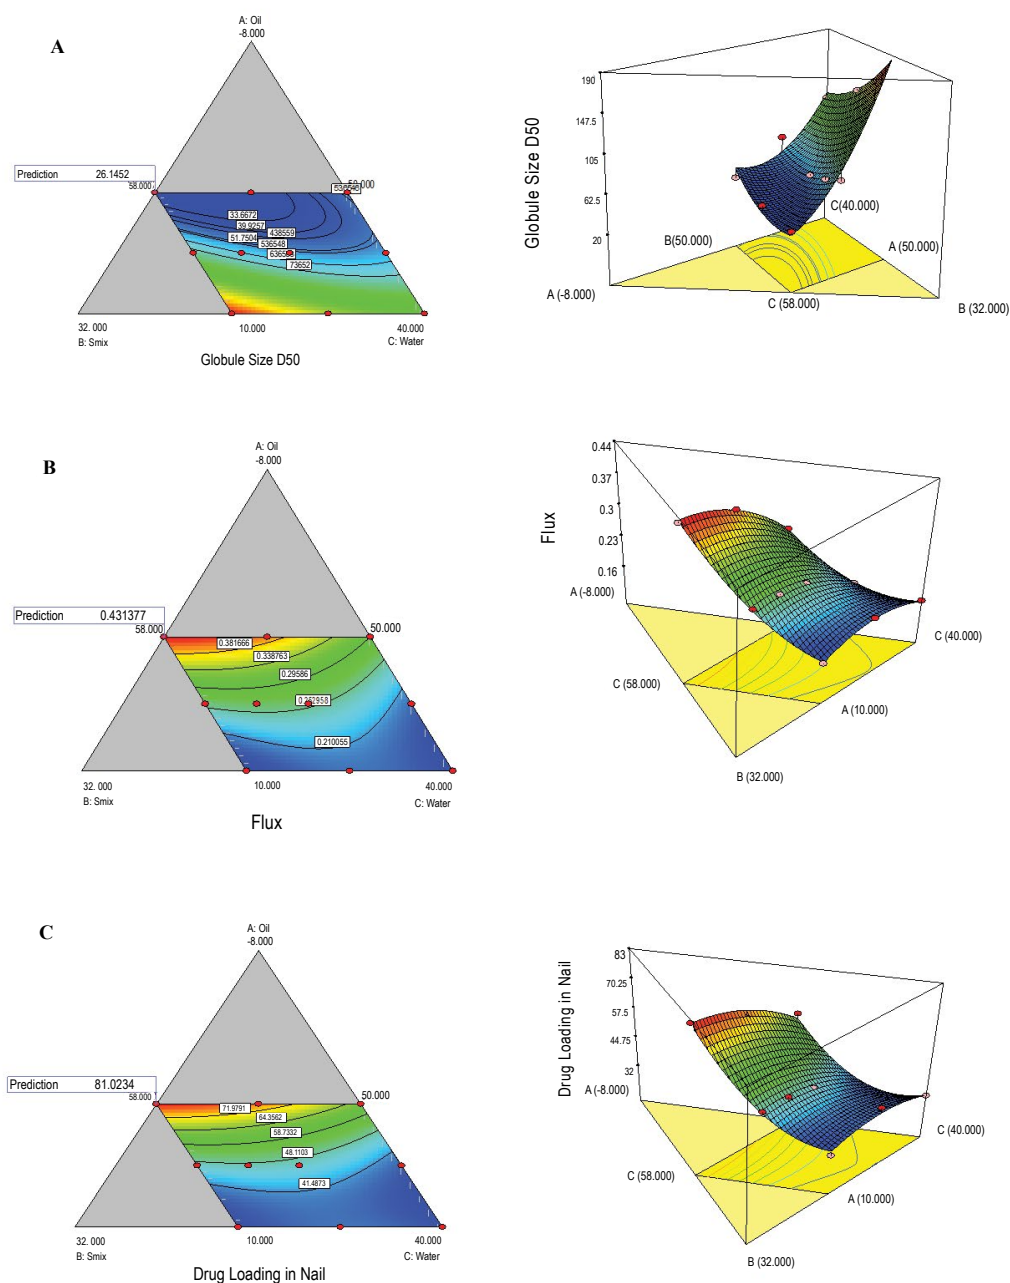 A
A: Oil
-8.000
Prediction 26.1452
58.000
50.000
33.6672
39.9257
438559
51.7504
536548
73652
32. 000
10.000
40.000
B: Smix
C: Water
Globule Size D50
190
147.5
105
62.5
20
Globule Size D50
C(40.000)
B(50.000)
A (50.000)
A (-8.000)
C (58.000)
B (32.000)
B
A: Oil
-8.000
Prediction 0.431377
58.000
50.000
0.381666
0.338763
0.29586
0.210055
32. 000
10.000
40.000
B: Smix
C: Water
Flux
0.44
0.37
0.3
0.23
0.16
Flux
A (-8.000)
C (40.000)
C (58.000)
A (10.000)
B (32.000)
C
A: Oil
-8.000
Prediction 81.0234
58.000
50.000
71.9791
64.3562
58.7332
48.1103
41.4873
32. 000
10.000
40.000
B: Smix
C: Water
Drug Loading in Nail
83
70.25
57.5
44.75
32
Drug Loading in Nail
A (-8.000)
C (40.000)
C (58.000)
A (10.000)
B (32.000)